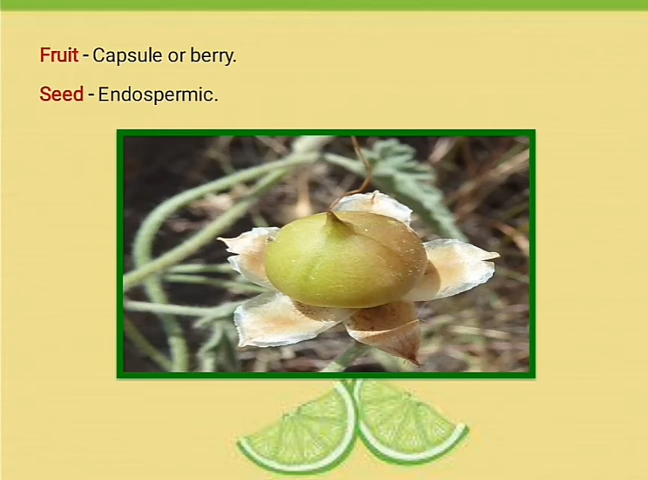 Fruit - Capsule or berry.
Seed - Endospermic.